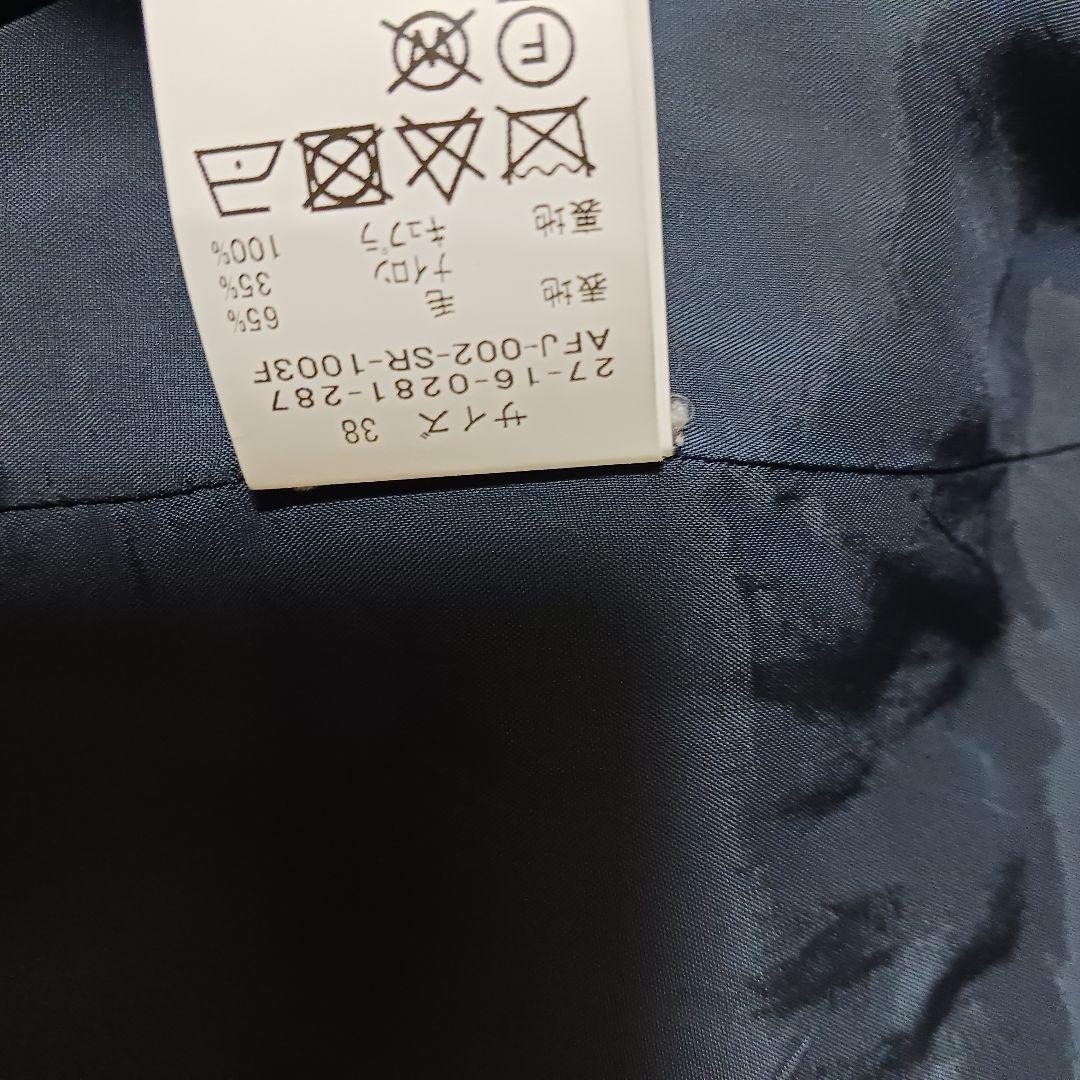 サイズ 38
27-16-0281-287
AFJ-002-SR-1003F
表地 毛 65%
ナイロン 35%
裏地 キュプラ 100%
F
W